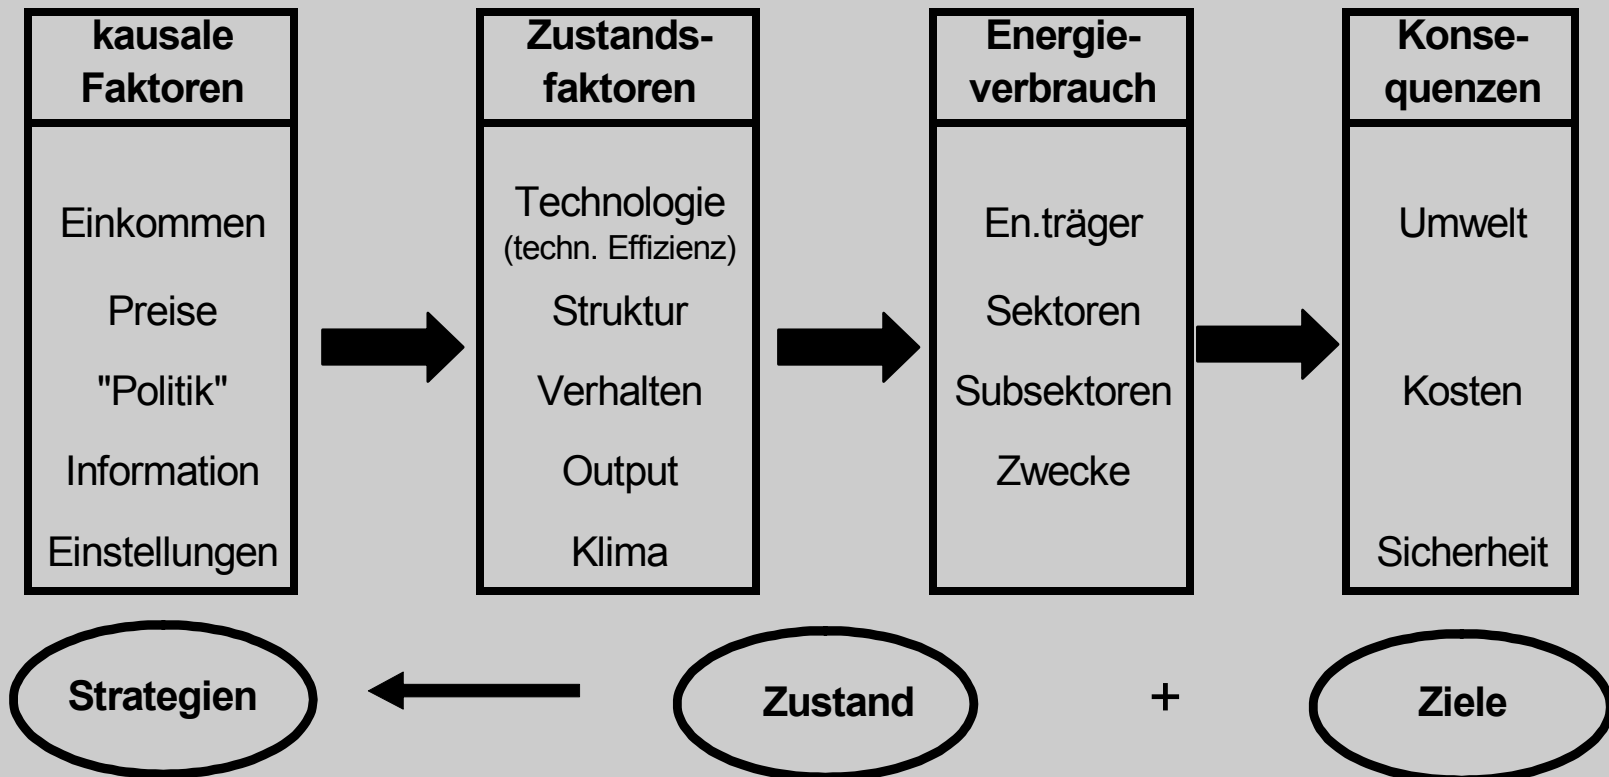 kausale
Faktoren
Einkommen
Preise
"Politik"
Information
Einstellungen
Zustands-
faktoren
Technologie
(techn. Effizienz)
Struktur
Verhalten
Output
Klima
Energie-
verbrauch
En.träger
Sektoren
Subsektoren
Zwecke
Konse-
quenzen
Umwelt
Kosten
Sicherheit
Strategien
Zustand
+
Ziele